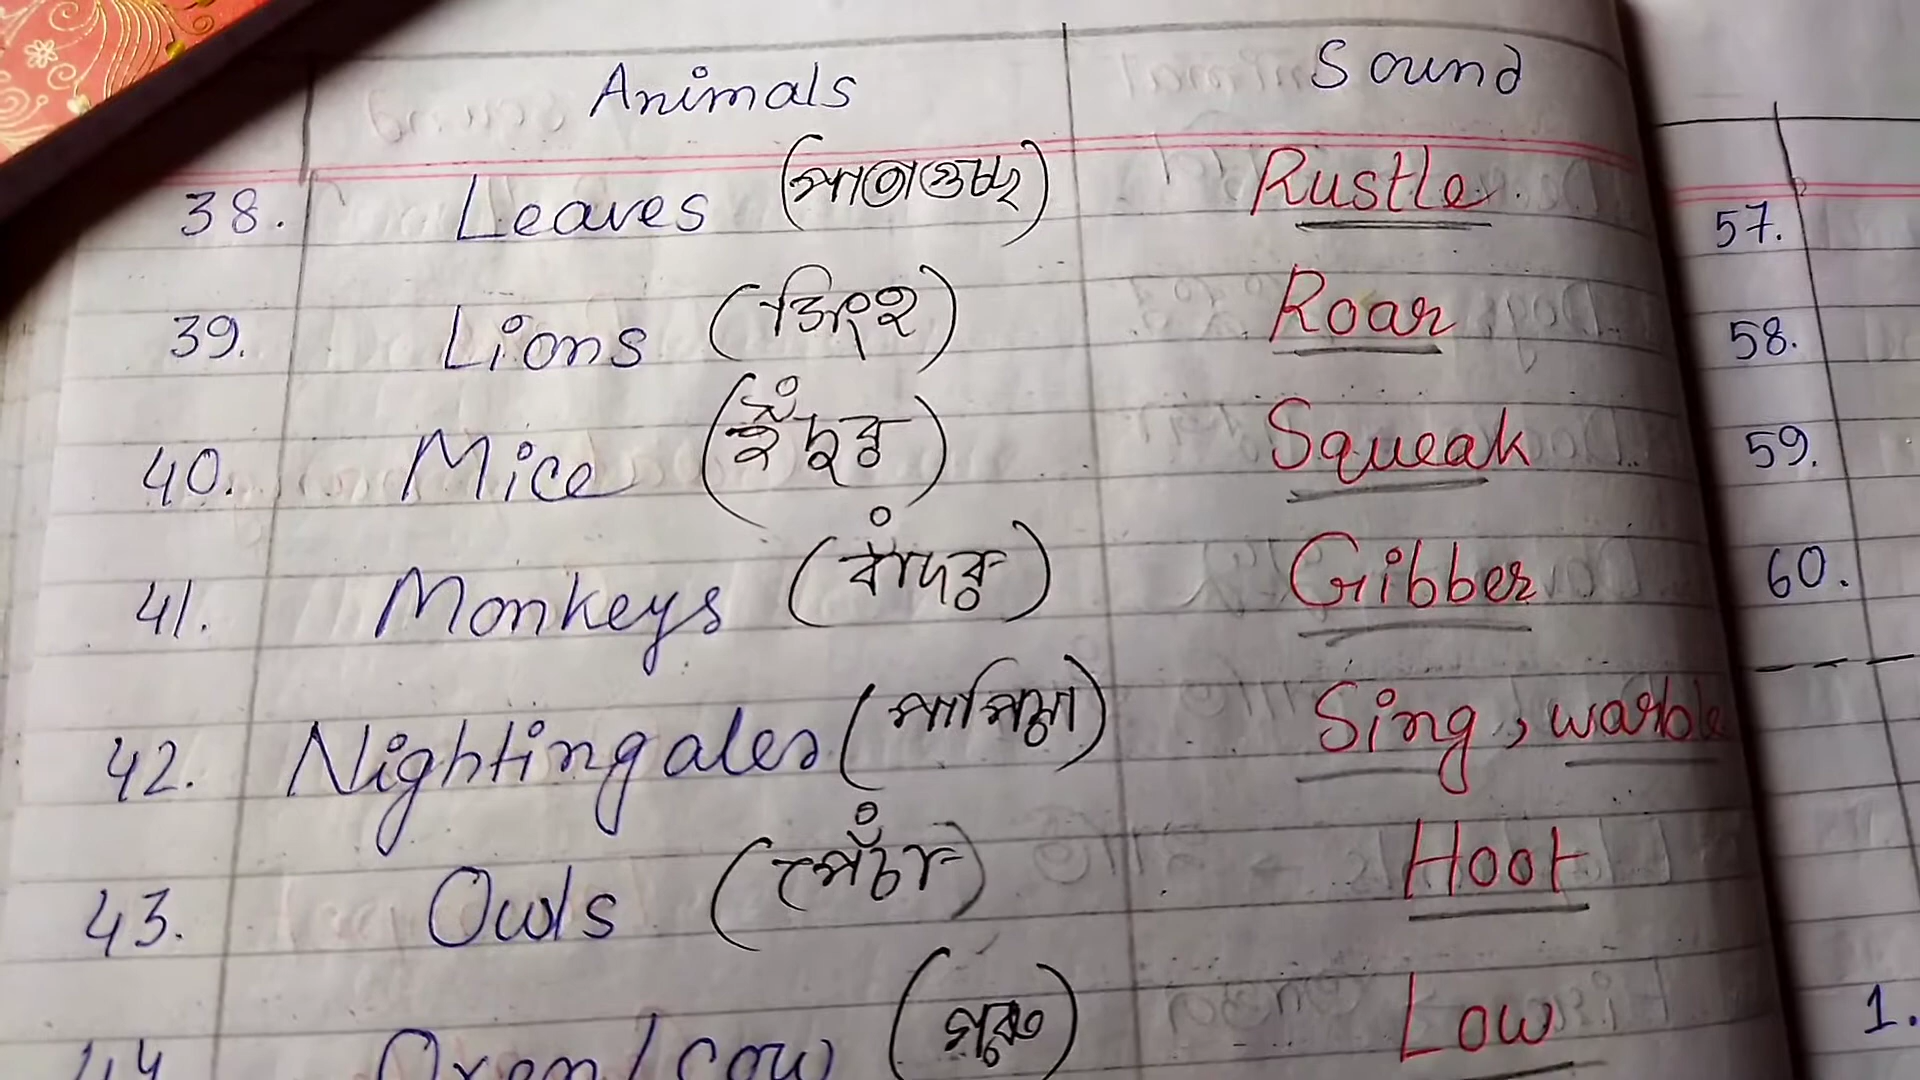 Animals Sound
38. Leaves (পাতাগুচ্ছ) Rustle
39. Lions (সিংহ) Roar
40. Mice (ইঁদুর) Squeak
41. Monkeys (বাঁদর) Gibber
42. Nightingales (পাপিয়া) Sing, warble
43. Owls (পেঁচা) Hoot
44 Oxen/cow (গরু) Low
57.
58.
59.
60.
1.